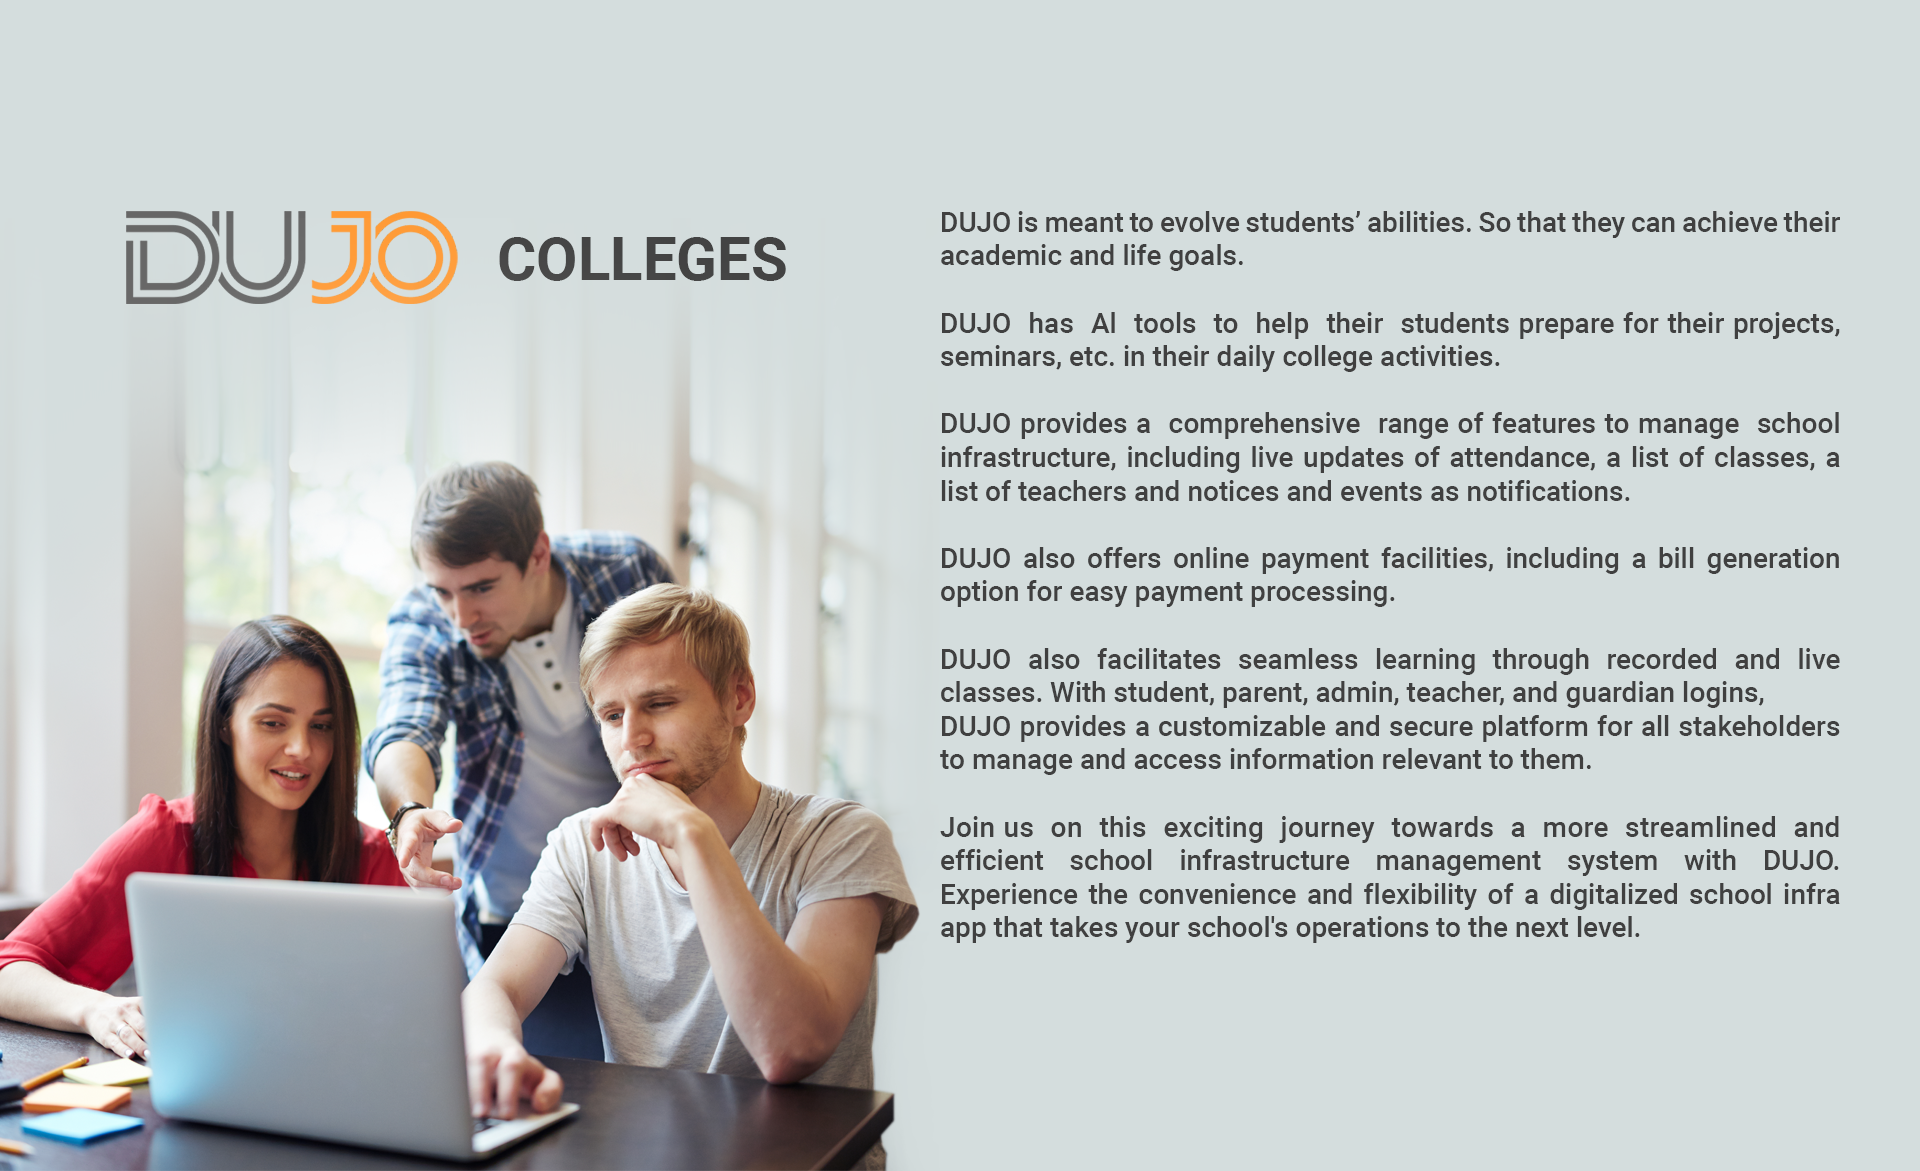 DUJO COLLEGES
DUJO is meant to evolve students’ abilities. So that they can achieve their
academic and life goals.
DUJO has Al tools to help their students prepare for their projects,
seminars, etc. in their daily college activities.
DUJO provides a comprehensive range of features to manage school
infrastructure, including live updates of attendance, a list of classes, a
list of teachers and notices and events as notifications.
DUJO also offers online payment facilities, including a bill generation
option for easy payment processing.
DUJO also facilitates seamless learning through recorded and live
classes. With student, parent, admin, teacher, and guardian logins,
DUJO provides a customizable and secure platform for all stakeholders
to manage and access information relevant to them.
Join us on this exciting journey towards a more streamlined and
efficient school infrastructure management system with DUJO.
Experience the convenience and flexibility of a digitalized school infra
app that takes your school's operations to the next level.